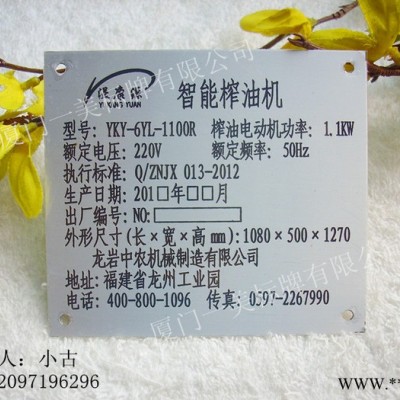 YIKONGYUAN
智能榨油机
型号: YKY-6YL-1100R 榨油电动机功率: 1.1KW
额定电压: 220V 额定频率: 50Hz
执行标准: Q/ZNJX 013-2012
生产日期: 201□年□□月
出厂编号: NO:
外形尺寸(长×宽×高mm):1080×500×1270
龙岩中农机械制造有限公司
地址: 福建省龙州工业园
电话: 400-800-1096 传真: 0597-2267990
厦门一美标牌有限公司
人: 小古
2097196296
www.**